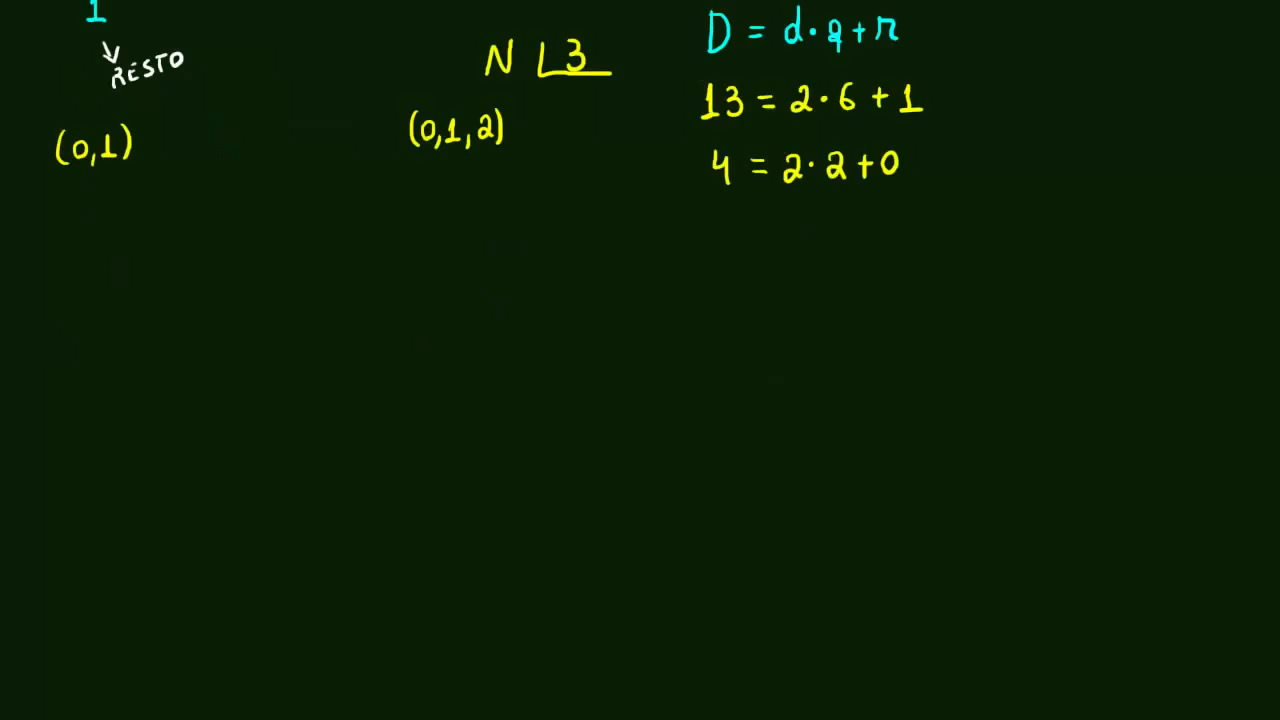 1
RESTO
(0,1)
N 3
(0,1,2)
D = d·q+r
13 = 2·6+1
4 = 2·2+0